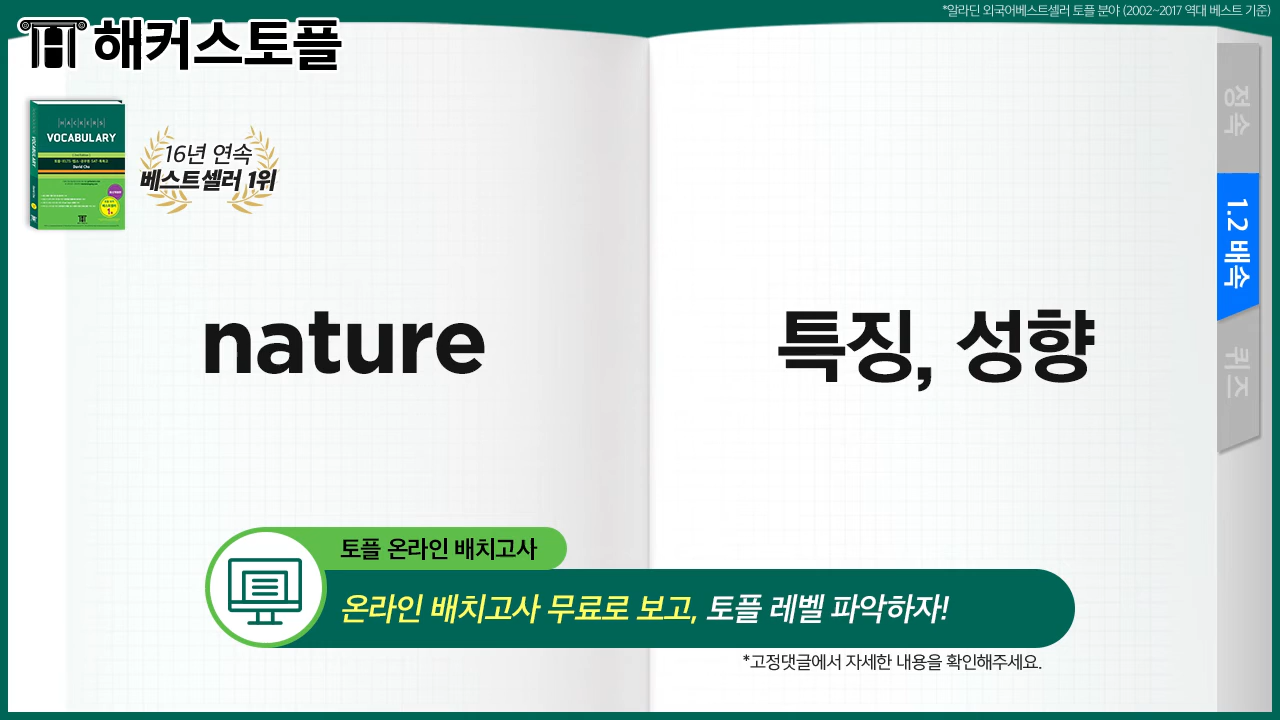 *알라딘 외국어베스트셀러 토플 분야 (2002~2017 역대 베스트 기준)
해커스토플
HACKERS
VOCABULARY
David Cho
16년 연속
베스트셀러 1위
정속
1.2 배속
퀴즈
nature
특징, 성향
토플 온라인 배치고사
온라인 배치고사 무료로 보고, 토플 레벨 파악하자!
*고정댓글에서 자세한 내용을 확인해주세요.